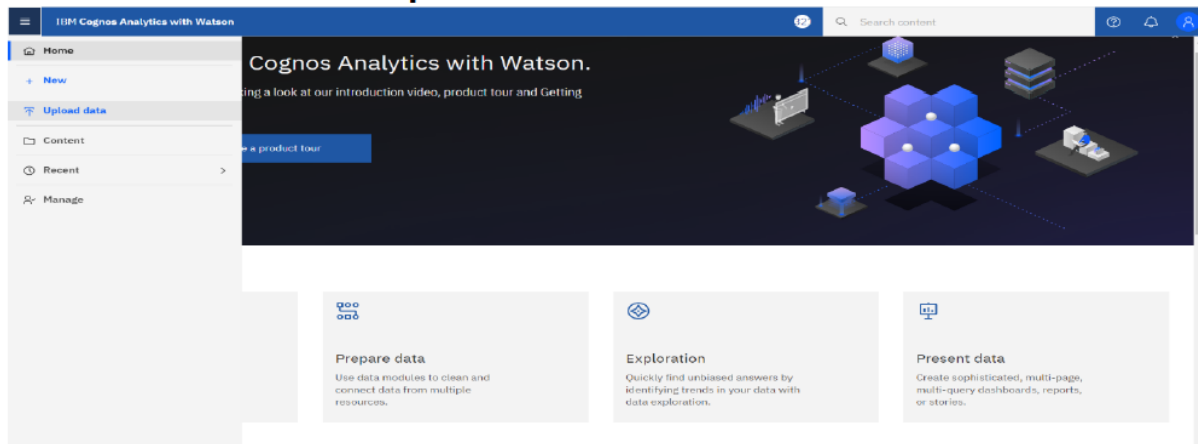 IBM Cognos Analytics with Watson
12
Search content
Home
New
Upload data
Content
Recent
Manage
Cognos Analytics with Watson.
ing a look at our introduction video, product tour and Getting
a product tour
Prepare data
Use data modules to clean and
connect data from multiple
resources.
Exploration
Quickly find unbiased answers by
identifying trends in your data with
data exploration.
Present data
Create sophisticated, multi-page,
multi-query dashboards, reports,
or stories.